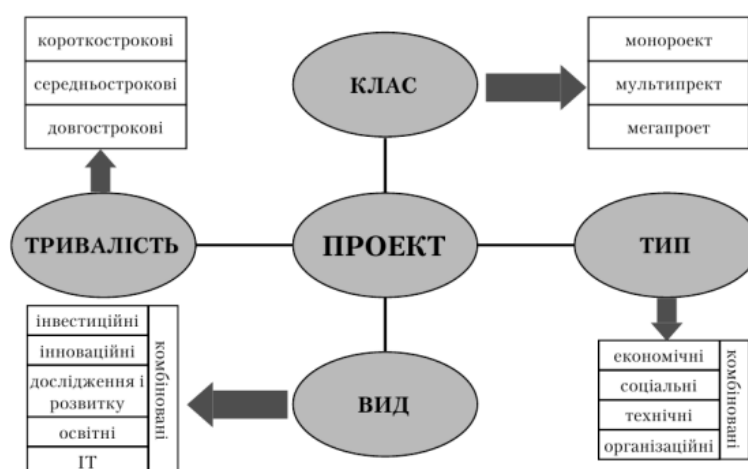 короткострокові
середньострокові
довгострокові
КЛАС
монороект
мультипрект
мегапроет
ТРИВАЛІСТЬ
ПРОЕКТ
ТИП
інвестиційні
інноваційні
дослідження і
розвитку
освітні
ІТ
комбіновані
ВИД
економічні
соціальні
технічні
організаційні
комбіновані